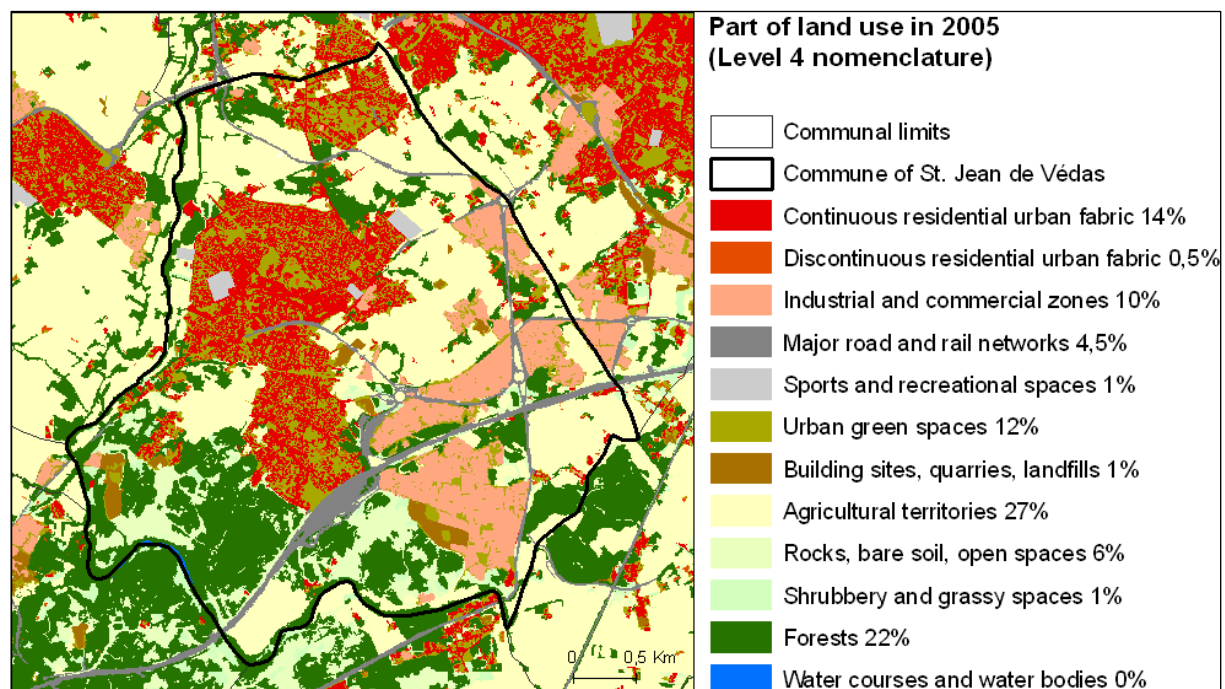 Part of land use in 2005
(Level 4 nomenclature)
Communal limits
Commune of St. Jean de Védas
Continuous residential urban fabric 14%
Discontinuous residential urban fabric 0,5%
Industrial and commercial zones 10%
Major road and rail networks 4,5%
Sports and recreational spaces 1%
Urban green spaces 12%
Building sites, quarries, landfills 1%
Agricultural territories 27%
Rocks, bare soil, open spaces 6%
Shrubbery and grassy spaces 1%
Forests 22%
Water courses and water bodies 0%
0 0,5 Km